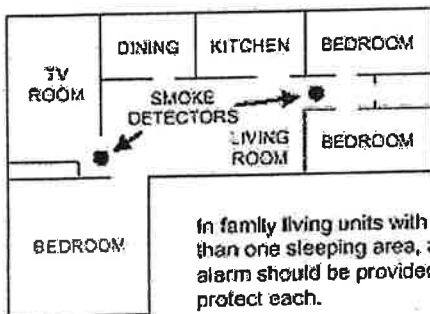 DINING
KITCHEN
BEDROOM
TV
ROOM
SMOKE
DETECTORS
LIVING
ROOM
BEDROOM
BEDROOM
In family living units with
than one sleeping area,
alarm should be provided
protect each.